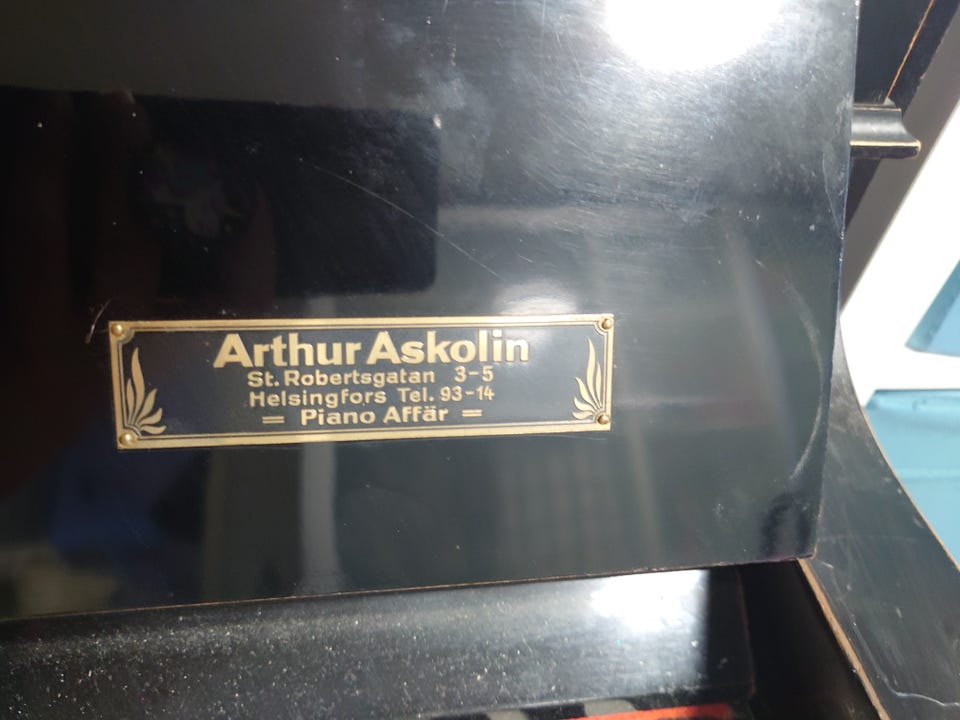 Arthur Askolin
St. Robertsgatan 3-5
Helsingfors Tel. 93-14
= Piano Affär =